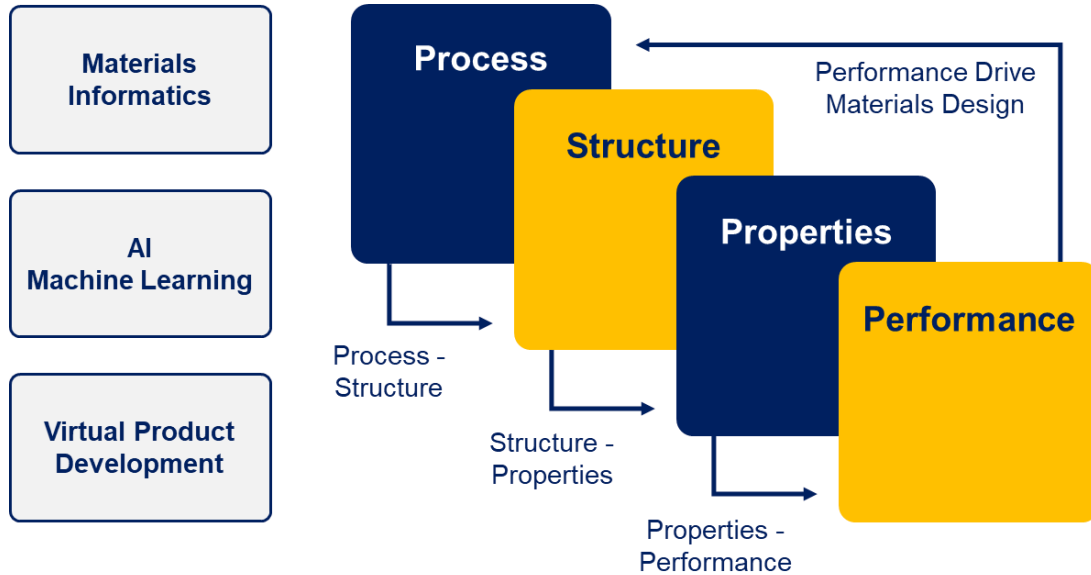 Materials
Informatics
AI
Machine Learning
Virtual Product
Development
Process
Structure
Properties
Performance
Performance Drive
Materials Design
Process -
Structure
Structure -
Properties
Properties -
Performance